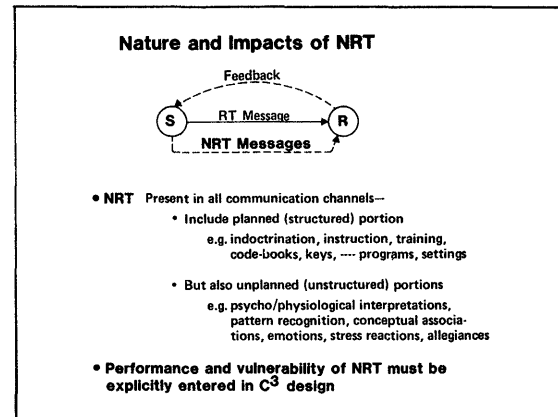 Nature and Impacts of NRT
Feedback
S
RT Message
R
NRT Messages
• NRT Present in all communication channels—
• Include planned (structured) portion
e.g. indoctrination, instruction, training,
code-books, keys, ---- programs, settings
• But also unplanned (unstructured) portions
e.g. psycho/physiological interpretations,
pattern recognition, conceptual associa-
tions, emotions, stress reactions, allegiances
• Performance and vulnerability of NRT must be
explicitly entered in C³ design